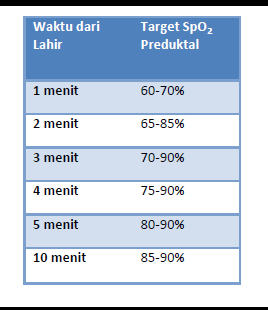 Waktu dari Lahir	Target SpO₂ Preduktal
1 menit	60-70%
2 menit	65-85%
3 menit	70-90%
4 menit	75-90%
5 menit	80-90%
10 menit	85-90%